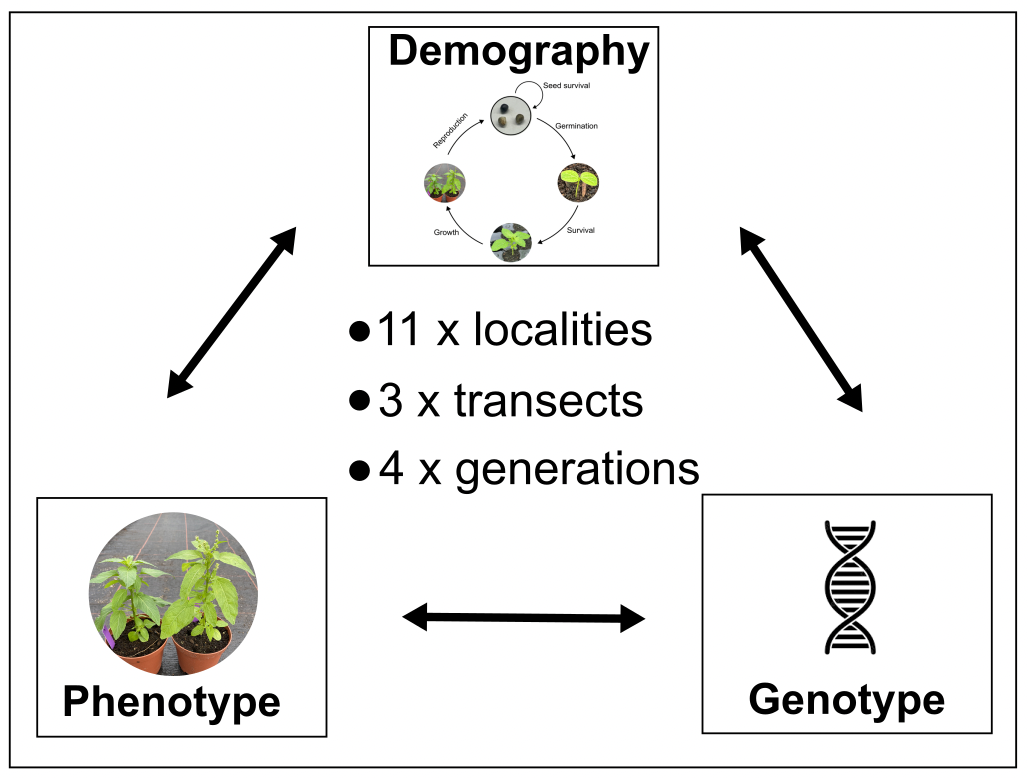 Demography
Seed survival
Germination
Reproduction
Growth
Survival
●11 x localities
●3 x transects
●4 x generations
Phenotype
Genotype